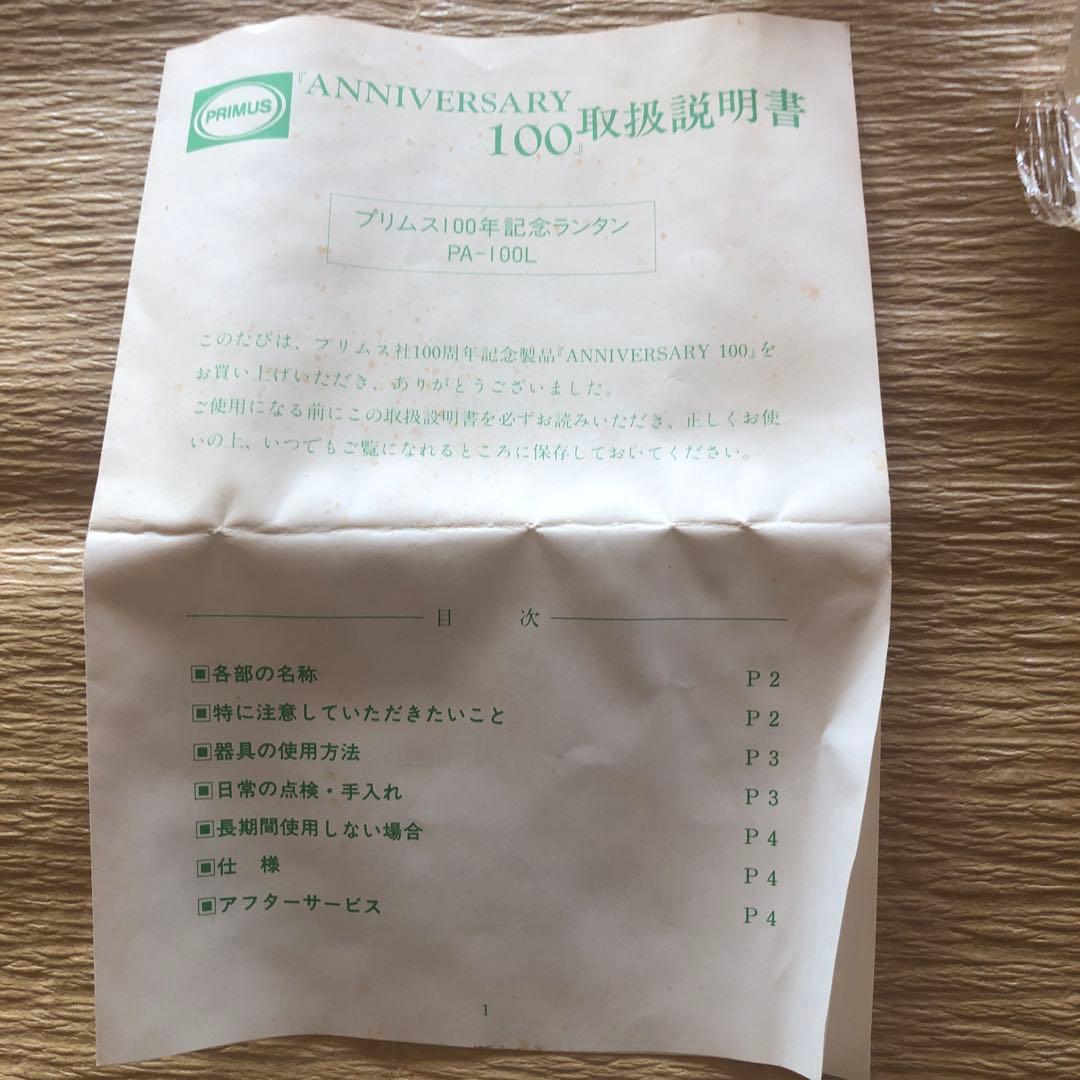 PRIMUS
『ANNIVERSARY
100』取扱説明書
プリムス100年記念ランタン
PA-100L
このたびは、プリムス社100周年記念製品『ANNIVERSARY 100』を
お買い上げいただき、ありがとうございました。
ご使用になる前にこの取扱説明書を必ずお読みいただき、正しくお使
いの上、いつでもご覧になれるところに保存しておいてください。
目 次
▣各部の名称 P 2
▣特に注意していただきたいこと P 2
▣器具の使用方法 P 3
▣日常の点検・手入れ P 3
▣長期間使用しない場合 P 4
▣仕 様 P 4
▣アフターサービス P 4
1